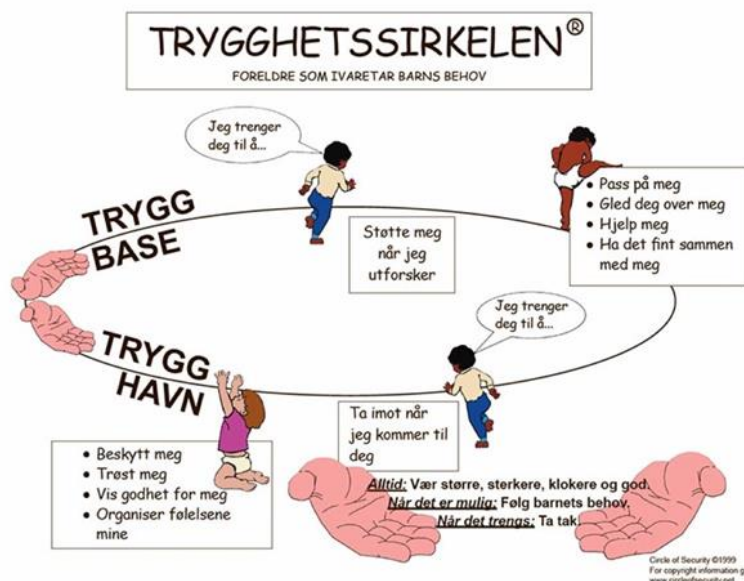 TRYGGHETSSIRKELEN®
FORELDRE SOM IVARETAR BARNS BEHOV
Jeg trenger
deg til å...
TRYGG
BASE
Støtte meg
når jeg
utforsker
• Pass på meg
• Gled deg over meg
• Hjelp meg
• Ha det fint sammen
med meg
Jeg trenger
deg til å...
TRYGG
HAVN
Ta imot når
jeg kommer til
deg
• Beskytt meg
• Trøst meg
• Vis godhet for meg
• Organiser følelsene
mine
Alltid: Vær større, sterkere, klokere og god.
Når det er mulig: Følg barnets behov.
Når det trengs: Ta tak.
Circle of Security ©1999
For copyright information g
www.circleofsecurity.net